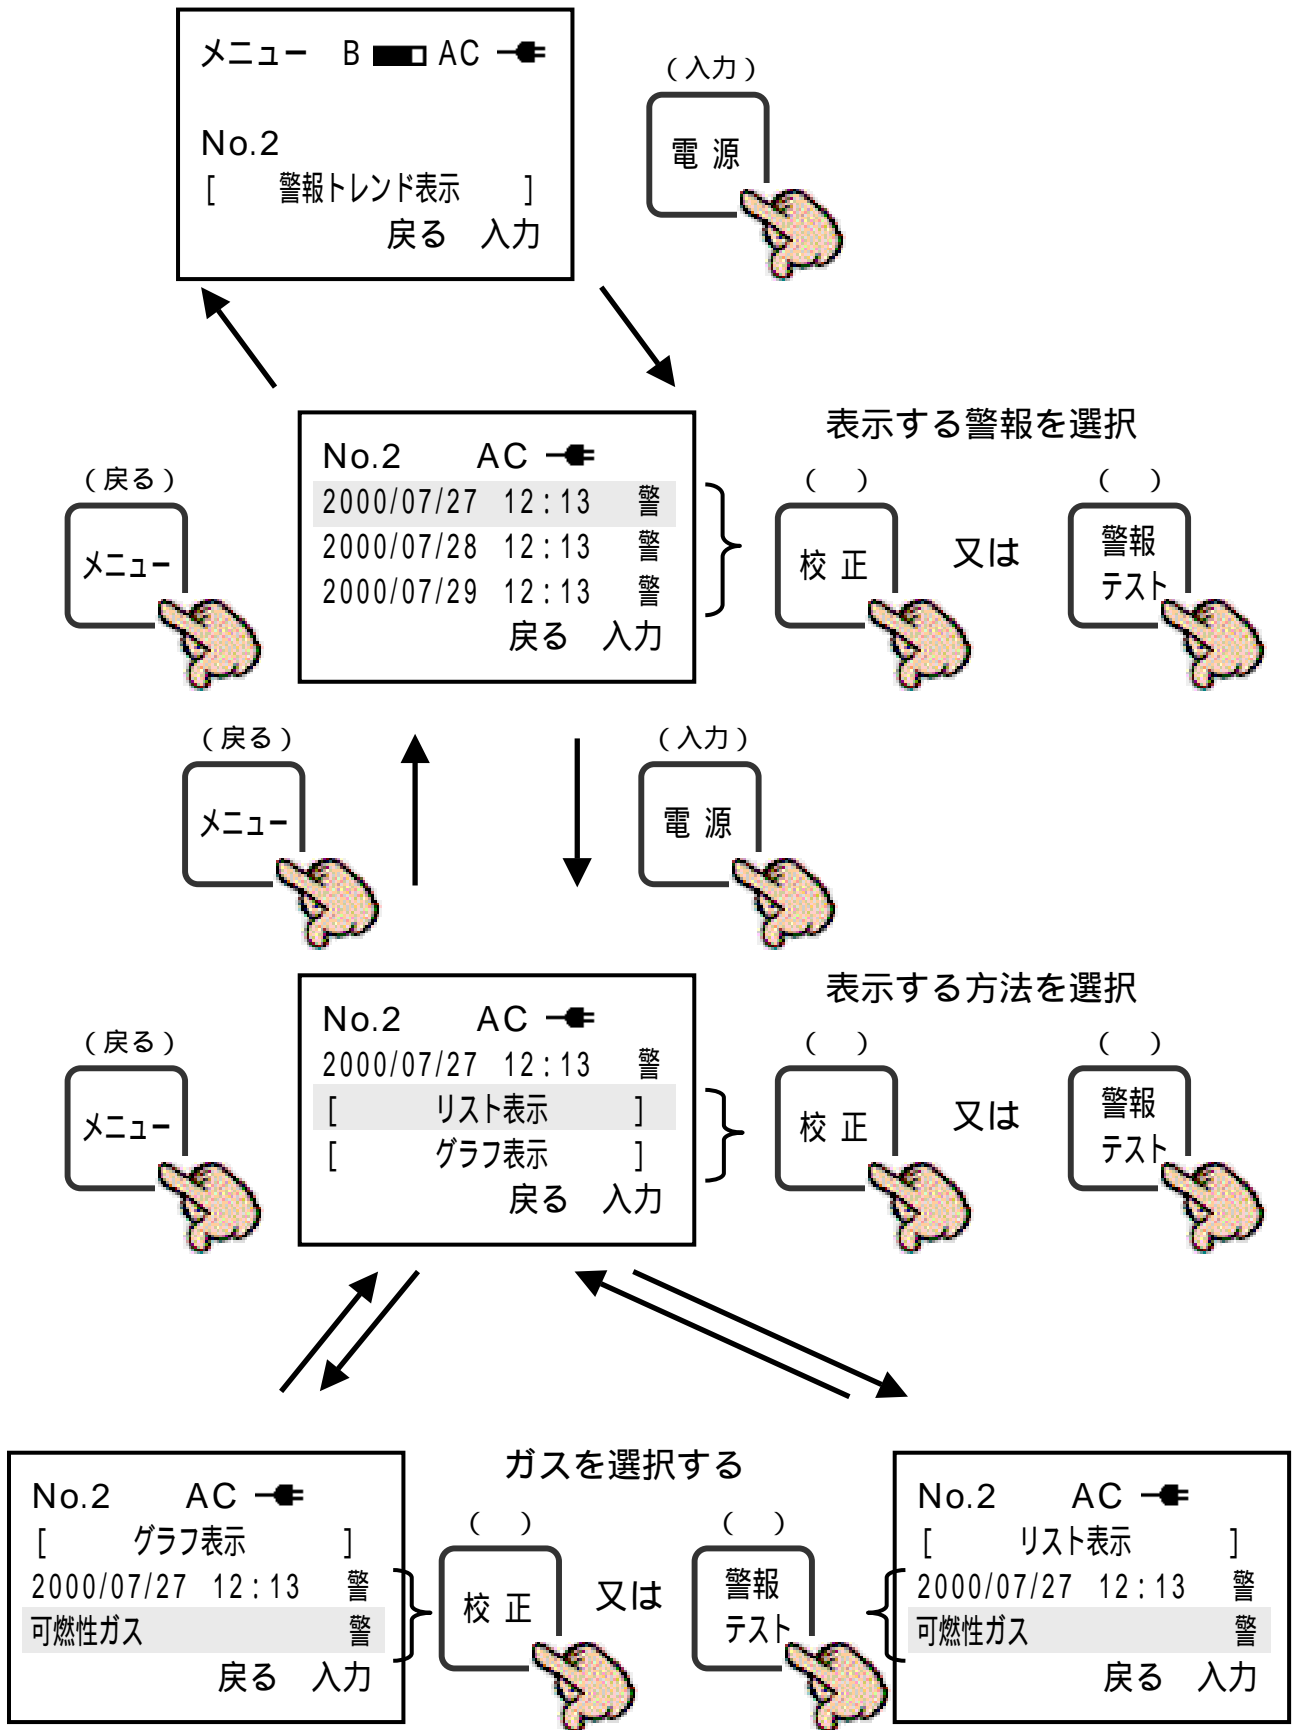 メニュー B AC
No.2
[ 警報トレンド表示 ]
戻る 入力
(入力)
電源
No.2 AC
2000/07/27 12:13 警
2000/07/28 12:13 警
2000/07/29 12:13 警
戻る 入力
(戻る)
メニュー
表示する警報を選択
( ) ( )
校正 又は 警報
テスト
(戻る)
メニュー
(入力)
電源
No.2 AC
2000/07/27 12:13 警
[ リスト表示 ]
[ グラフ表示 ]
戻る 入力
(戻る)
メニュー
表示する方法を選択
( ) ( )
校正 又は 警報
テスト
No.2 AC
[ グラフ表示 ]
2000/07/27 12:13 警
可燃性ガス 警
戻る 入力
ガスを選択する
( ) ( )
校正 又は 警報
テスト
No.2 AC
[ リスト表示 ]
2000/07/27 12:13 警
可燃性ガス 警
戻る 入力